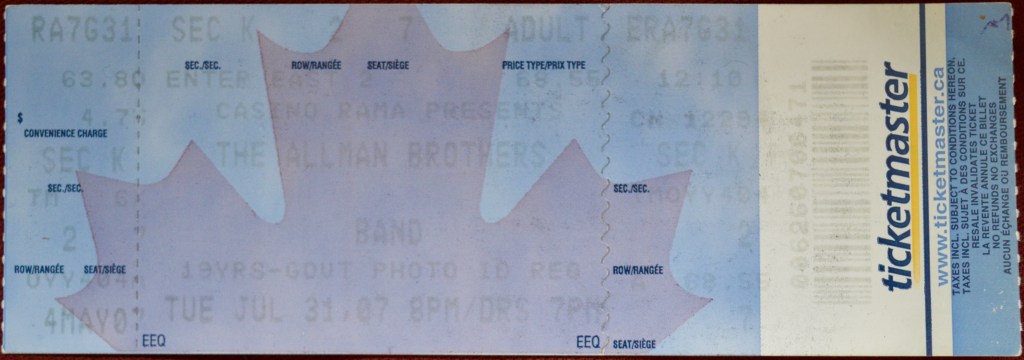 RA7G31 SEC K 2 7 ADULT ERA7G31
SEC./SEC. ROW/RANGÉE SEAT/SIÈGE PRICE TYPE/PRIX TYPE
63.80 ENTER EAST 2 68.55 12:10
$ 4.75 CASINO RAMA PRESENTS
CONVENIENCE CHARGE
SEC K THE ALLMAN BROTHERS SEC K
SEC./SEC. SEC./SEC.
2 BAND 2
ROW/RANGÉE SEAT/SIÈGE 19YRS-GOVT PHOTO ID REQ ROW/RANGÉE
4MAY07 TUE JUL 31,07 8PM/DRS 7PM 7
EEQ EEQ SEAT/SIÈGE
ticketmaster
www.ticketmaster.ca
TAXES INCL. SUBJECT TO CONDITIONS HEREON.
TAXES INCL. SUJET À DES CONDITIONS SUR CE.
RESALE INVALIDATES TICKET
LA REVENTE ANNULE CE BILLET
NO REFUNDS NO EXCHANGES
AUCUN ÉCHANGE OU REMBOURSEMENT